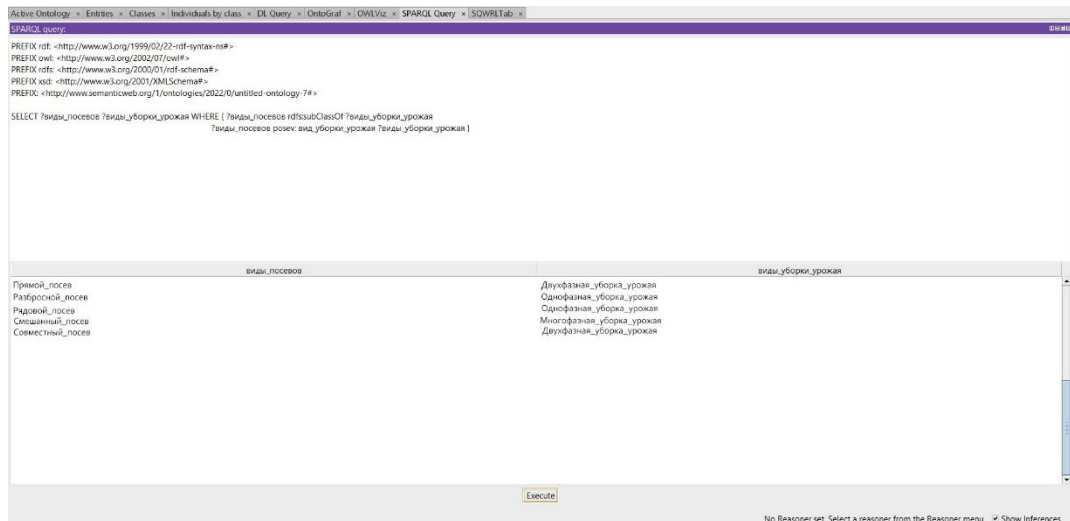 Active Ontology × Entities × Classes × Individuals by class × DL Query × OntoGraf × OWLViz × SPARQL Query × SQWRLTab ×
SPARQL query:
PREFIX rdf: <http://www.w3.org/1999/02/22-rdf-syntax-ns#>
PREFIX owl: <http://www.w3.org/2002/07/owl#>
PREFIX rdfs: <http://www.w3.org/2000/01/rdf-schema#>
PREFIX xsd: <http://www.w3.org/2001/XMLSchema#>
PREFIX: <http://www.semanticweb.org/1/ontologies/2022/0/untitled-ontology-7#>
SELECT ?виды_посевов ?виды_уборки_урожая WHERE { ?виды_посевов rdfs:subClassOf ?виды_уборки_урожая
?виды_посевов posev: вид_уборки_урожая ?виды_уборки_урожая }
виды_посевов виды_уборки_урожая
Прямой_посев Двухфазная_уборка_урожая
Разбросной_посев Однофазная_уборка_урожая
Рядовой_посев Однофазная_уборка_урожая
Смешанный_посев Многофазная_уборка_урожая
Совместный_посев Двухфазная_уборка_урожая
Execute
No Reasoner set. Select a reasoner from the Reasoner menu Show Inferences